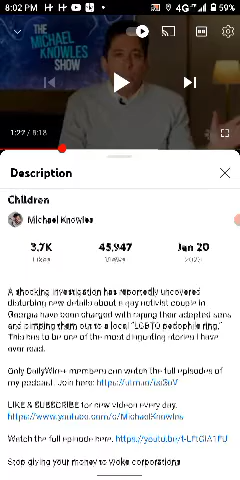 8:02 PM
4G
59%
THE
MICHAEL
KNOWLES
SHOW
1:22 / 8:18
Description
Children
Michael Knowles
3.7K
45,947
Jan 20
Likes
Views
A shocking investigation has reportedly uncovered
disturbing new details about a gay activist couple in
Georgia have been charged with raping their adopted sons
and pimping them out to a local "LGBTQ pedophile ring."
This has to be one of the most disgusting stories I have
ever read.
Only DailyWire+ members can watch the full episodes of
my podcast. Join here:
LIKE & SUBSCRIBE for new videos every day.
https://www.youtube.com/c/MichaelKnowles
Watch the full episode here:
Stop giving your money to woke corporations